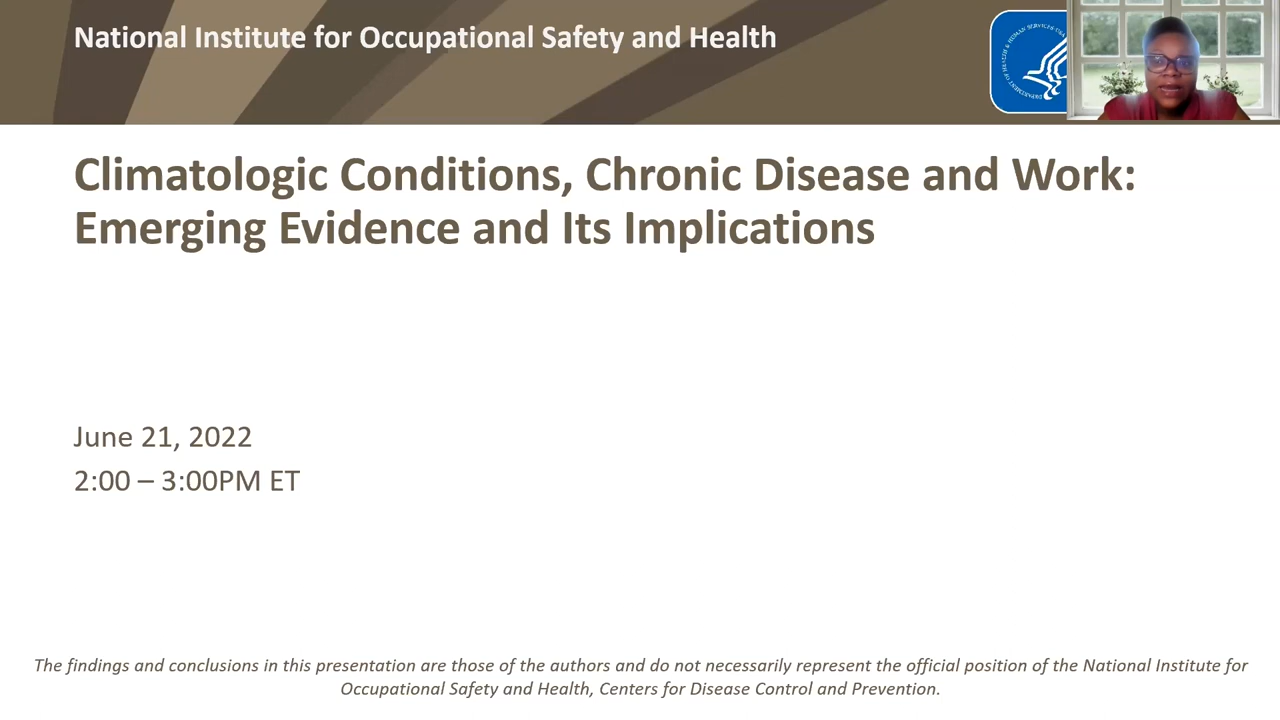 National Institute for Occupational Safety and Health
Climatologic Conditions, Chronic Disease and Work:
Emerging Evidence and Its Implications
June 21, 2022
2:00 – 3:00PM ET
The findings and conclusions in this presentation are those of the authors and do not necessarily represent the official position of the National Institute for
Occupational Safety and Health, Centers for Disease Control and Prevention.